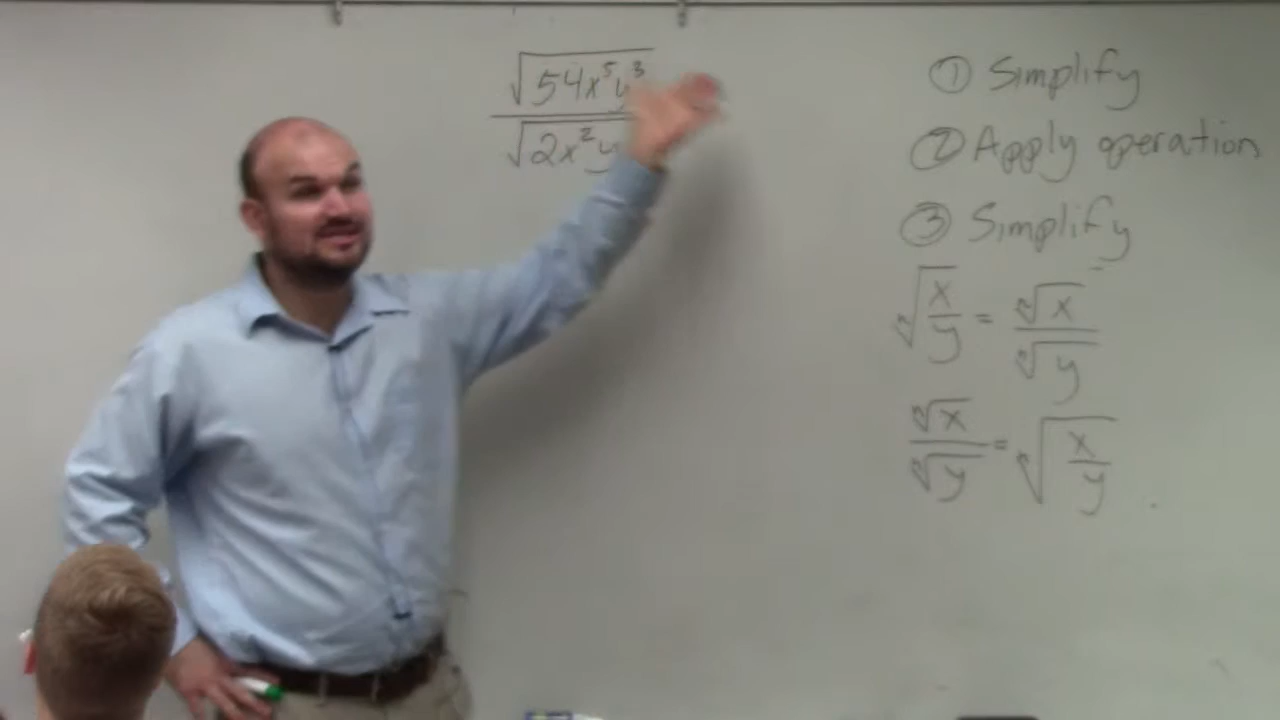 √54x⁵y³
√2x²y
① Simplify
② Apply operation
③ Simplify
ⁿ√x/y = ⁿ√x/ⁿ√y
ⁿ√x/ⁿ√y = ⁿ√x/y